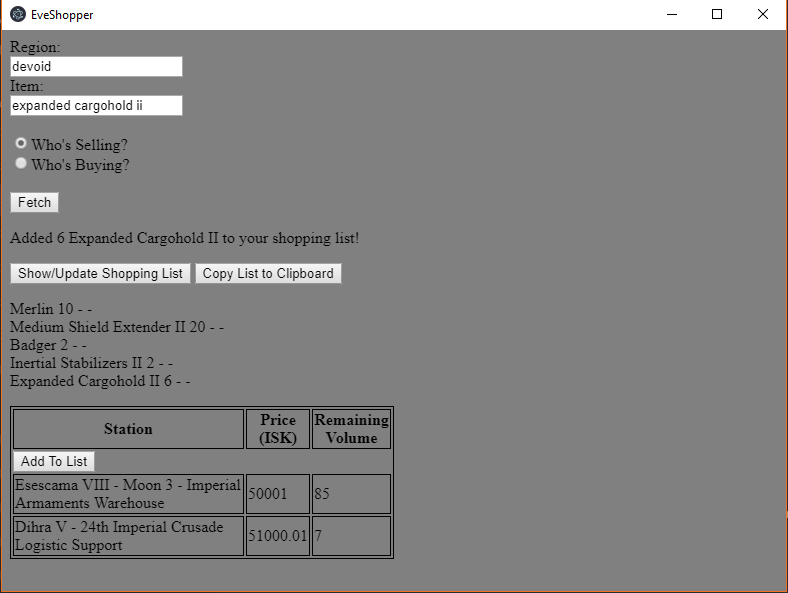 EveShopper
Region:
devoid
Item:
expanded cargohold ii
Who's Selling?
Who's Buying?
Fetch
Added 6 Expanded Cargohold II to your shopping list!
Show/Update Shopping List Copy List to Clipboard
Merlin 10 - -
Medium Shield Extender II 20 - -
Badger 2 - -
Inertial Stabilizers II 2 - -
Expanded Cargohold II 6 - -
Station Price (ISK) Remaining Volume
Add To List
Esescama VIII - Moon 3 - Imperial
Armaments Warehouse 50001 85
Dihra V - 24th Imperial Crusade
Logistic Support 51000.01 7